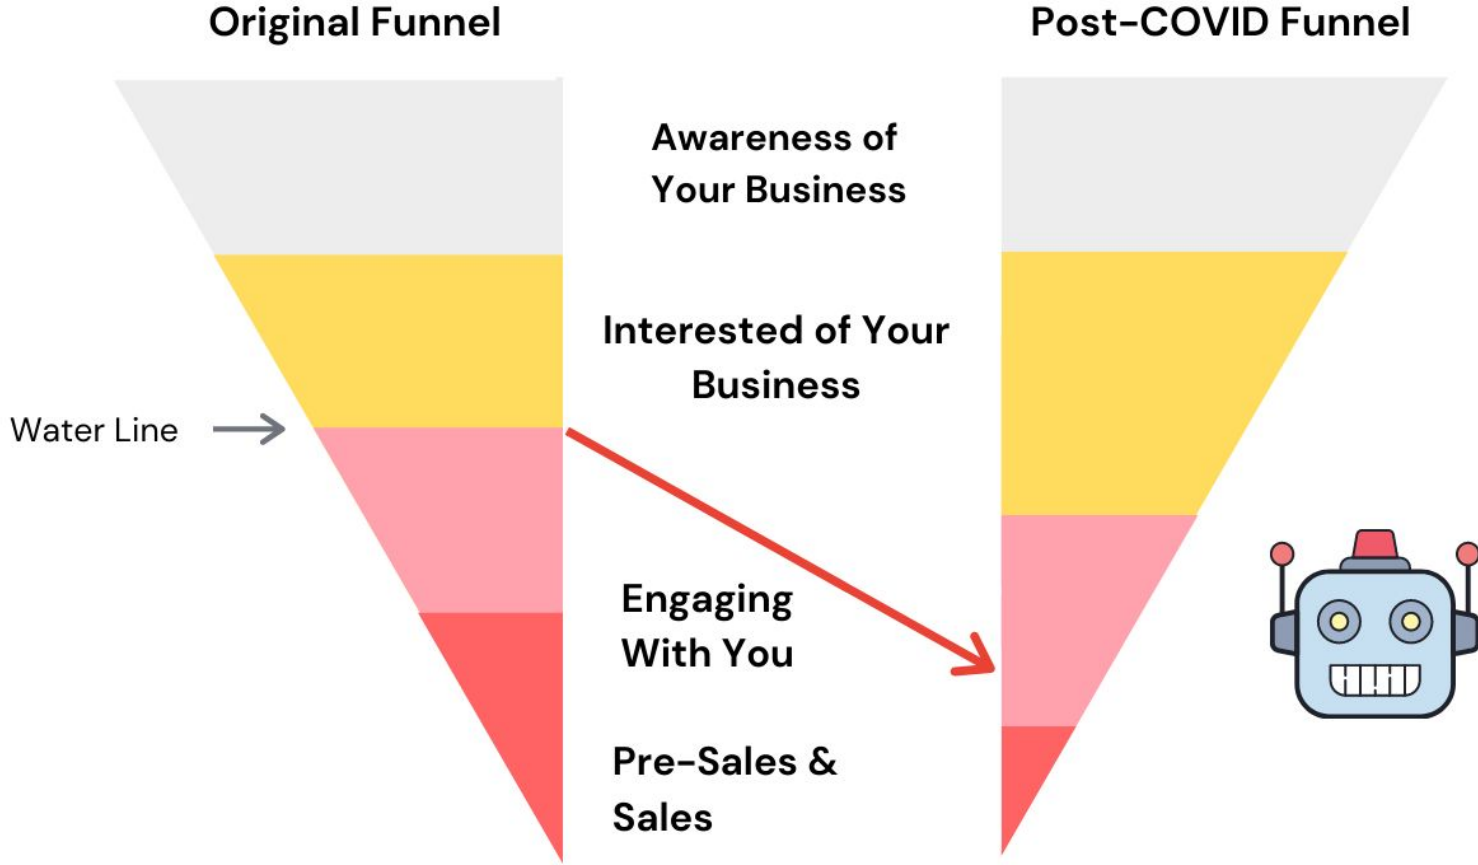 Original Funnel
Post-COVID Funnel
Awareness of
Your Business
Interested of Your
Business
Water Line
Engaging
With You
Pre-Sales &
Sales